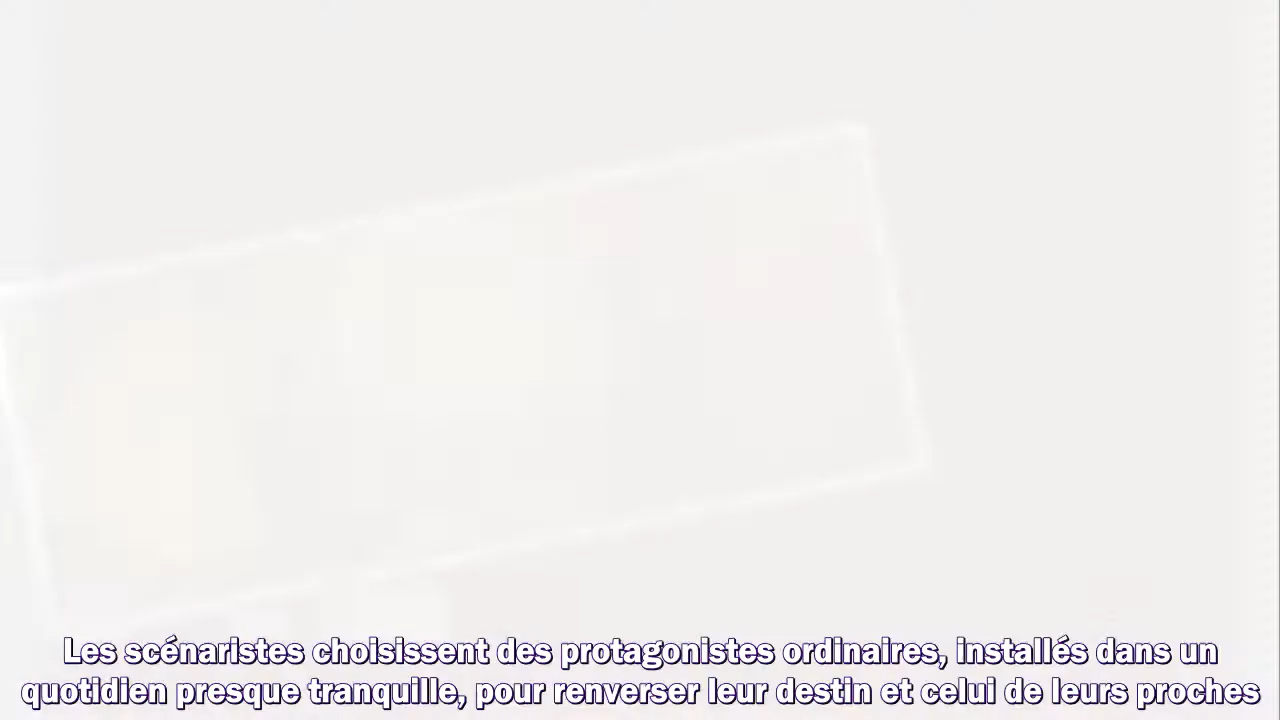 Les scénaristes choisissent des protagonistes ordinaires, installés dans un
quotidien presque tranquille, pour renverser leur destin et celui de leurs proches